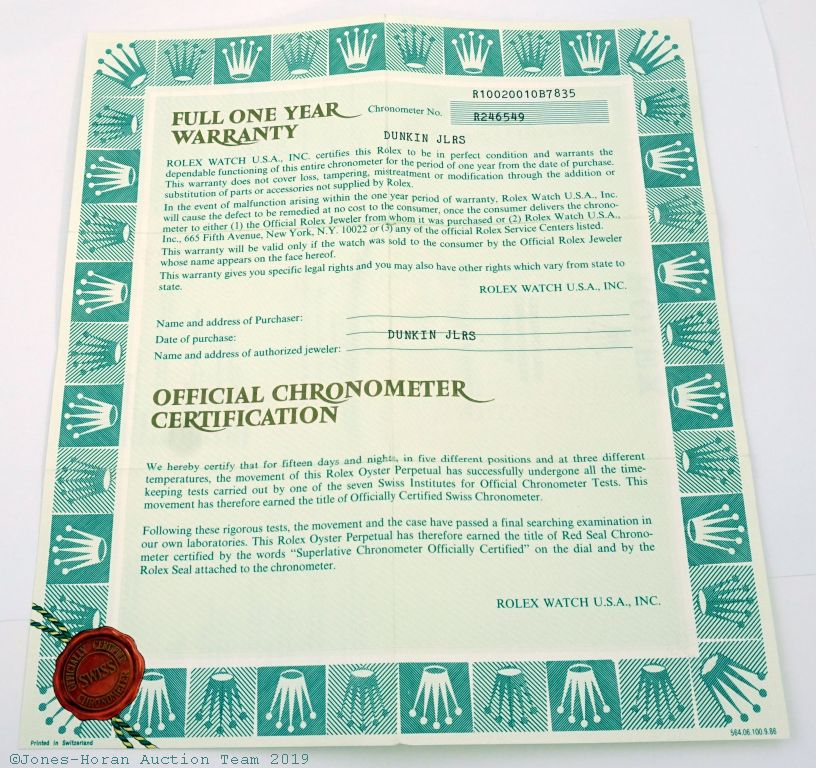 R10020010B7835
FULL ONE YEAR
WARRANTY
Chronometer No.
R246549
DUNKIN JLRS
ROLEX WATCH U.S.A., INC. certifies this Rolex to be in perfect condition and warrants the
dependable functioning of this entire chronometer for the period of one year from the date of purchase.
This warranty does not cover loss, tampering, mistreatment or modification through the addition or
substitution of parts or accessories not supplied by Rolex.
In the event of malfunction arising within the one year period of warranty, Rolex Watch U.S.A., Inc.
will cause the defect to be remedied at no cost to the consumer, once the consumer delivers the chrono-
meter to either (1) the Official Rolex Jeweler from whom it was purchased or (2) Rolex Watch U.S.A.,
Inc., 665 Fifth Avenue, New York, N.Y. 10022 or (3) any of the official Rolex Service Centers listed.
This warranty will be valid only if the watch was sold to the consumer by the Official Rolex Jeweler
whose name appears on the face hereof.
This warranty gives you specific legal rights and you may also have other rights which vary from state to
state.
ROLEX WATCH U.S.A., INC.
Name and address of Purchaser:
Date of purchase:
DUNKIN JLRS
Name and address of authorized jeweler:
OFFICIAL CHRONOMETER
CERTIFICATION
We hereby certify that for fifteen days and nights, in five different positions and at three different
temperatures, the movement of this Rolex Oyster Perpetual has successfully undergone all the time-
keeping tests carried out by one of the seven Swiss Institutes for Official Chronometer Tests. This
movement has therefore earned the title of Officially Certified Swiss Chronometer.
Following these rigorous tests, the movement and the case have passed a final searching examination in
our own laboratories. This Rolex Oyster Perpetual has therefore earned the title of Red Seal Chrono-
meter certified by the words “Superlative Chronometer Officially Certified” on the dial and by the
Rolex Seal attached to the chronometer.
ROLEX WATCH U.S.A., INC.
OFFICIALLY CERTIFIED
SWISS
CHRONOMETER
Printed in Switzerland
564.06.100.9.86
©Jones-Horan Auction Team 2019